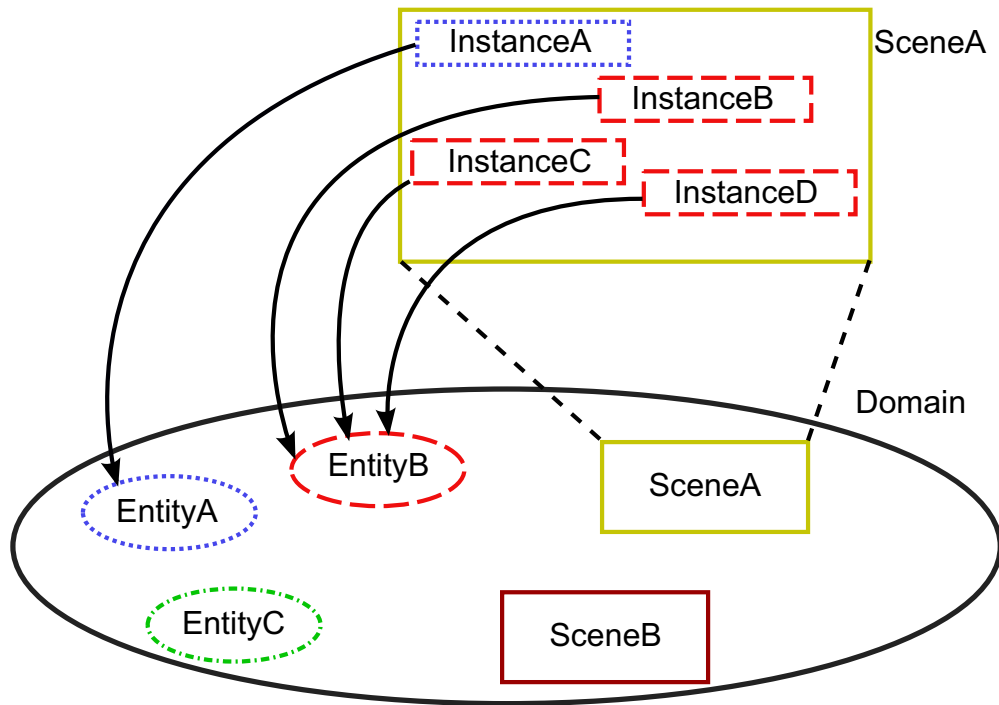 InstanceA
SceneA
InstanceB
InstanceC
InstanceD
Domain
EntityB
SceneA
EntityA
EntityC
SceneB